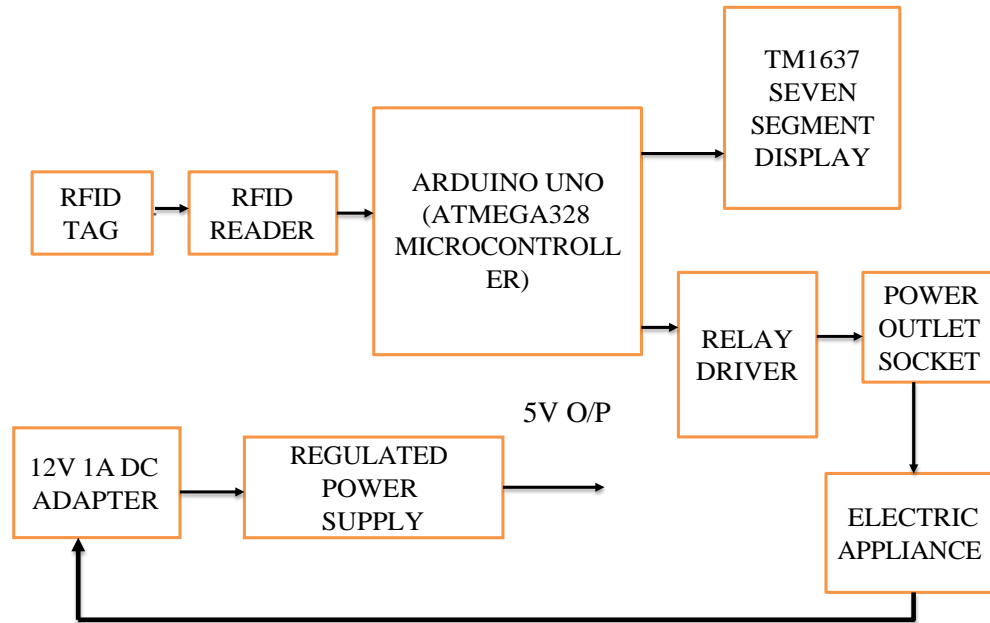 TM1637
SEVEN
SEGMENT
DISPLAY
RFID
TAG
RFID
READER
ARDUINO UNO
(ATMEGA328
MICROCONTROLL
ER)
RELAY
DRIVER
POWER
OUTLET
SOCKET
5V O/P
12V 1A DC
ADAPTER
REGULATED
POWER
SUPPLY
ELECTRIC
APPLIANCE